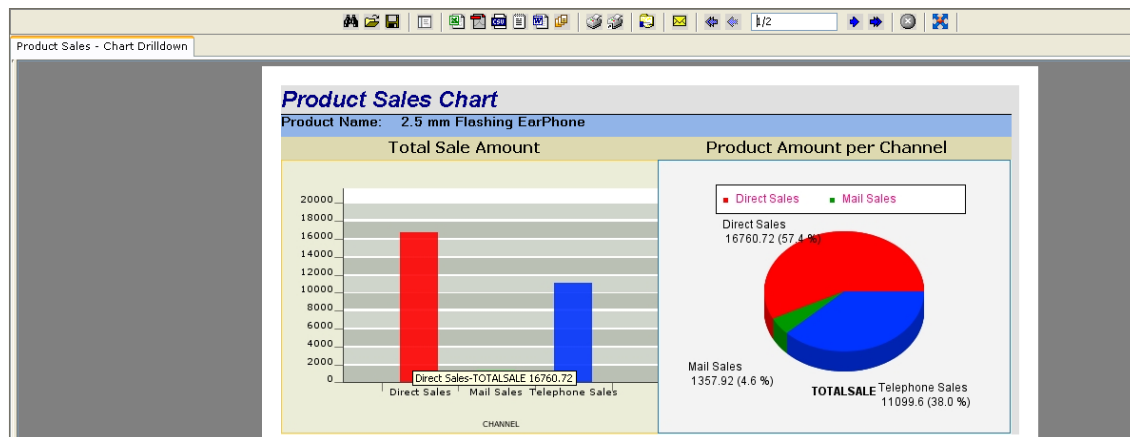 1/2
Product Sales - Chart Drilldown
Product Sales Chart
Product Name: 2.5 mm Flashing EarPhone
Total Sale Amount
20000
18000
16000
14000
12000
10000
8000
6000
4000
2000
0
Direct Sales-TOTALSALE 16760.72
Direct Sales Mail Sales Telephone Sales
CHANNEL
Product Amount per Channel
Direct Sales Mail Sales
Direct Sales
16760.72 (57.4 %)
Mail Sales
1357.92 (4.6 %)
TOTALSALE
Telephone Sales
11099.6 (38.0 %)